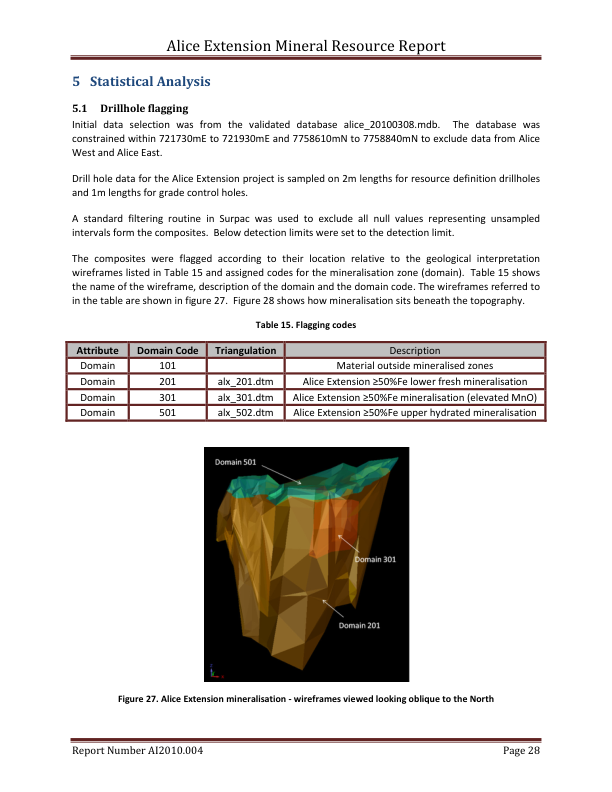 Alice Extension Mineral Resource Report
5 Statistical Analysis
5.1 Drillhole flagging
Initial data selection was from the validated database alice_20100308.mdb. The database was
constrained within 721730mE to 721930mE and 7758610mN to 7758840mN to exclude data from Alice
West and Alice East.
Drill hole data for the Alice Extension project is sampled on 2m lengths for resource definition drillholes
and 1m lengths for grade control holes.
A standard filtering routine in Surpac was used to exclude all null values representing unsampled
intervals form the composites. Below detection limits were set to the detection limit.
The composites were flagged according to their location relative to the geological interpretation
wireframes listed in Table 15 and assigned codes for the mineralisation zone (domain). Table 15 shows
the name of the wireframe, description of the domain and the domain code. The wireframes referred to
in the table are shown in figure 27. Figure 28 shows how mineralisation sits beneath the topography.
Table 15. Flagging codes
Attribute Domain Code Triangulation Description
Domain 101 Material outside mineralised zones
Domain 201 alx_201.dtm Alice Extension ≥50%Fe lower fresh mineralisation
Domain 301 alx_301.dtm Alice Extension ≥50%Fe mineralisation (elevated MnO)
Domain 501 alx_502.dtm Alice Extension ≥50%Fe upper hydrated mineralisation
Domain 501
Domain 301
Domain 201
Figure 27. Alice Extension mineralisation - wireframes viewed looking oblique to the North
Report Number AI2010.004 Page 28